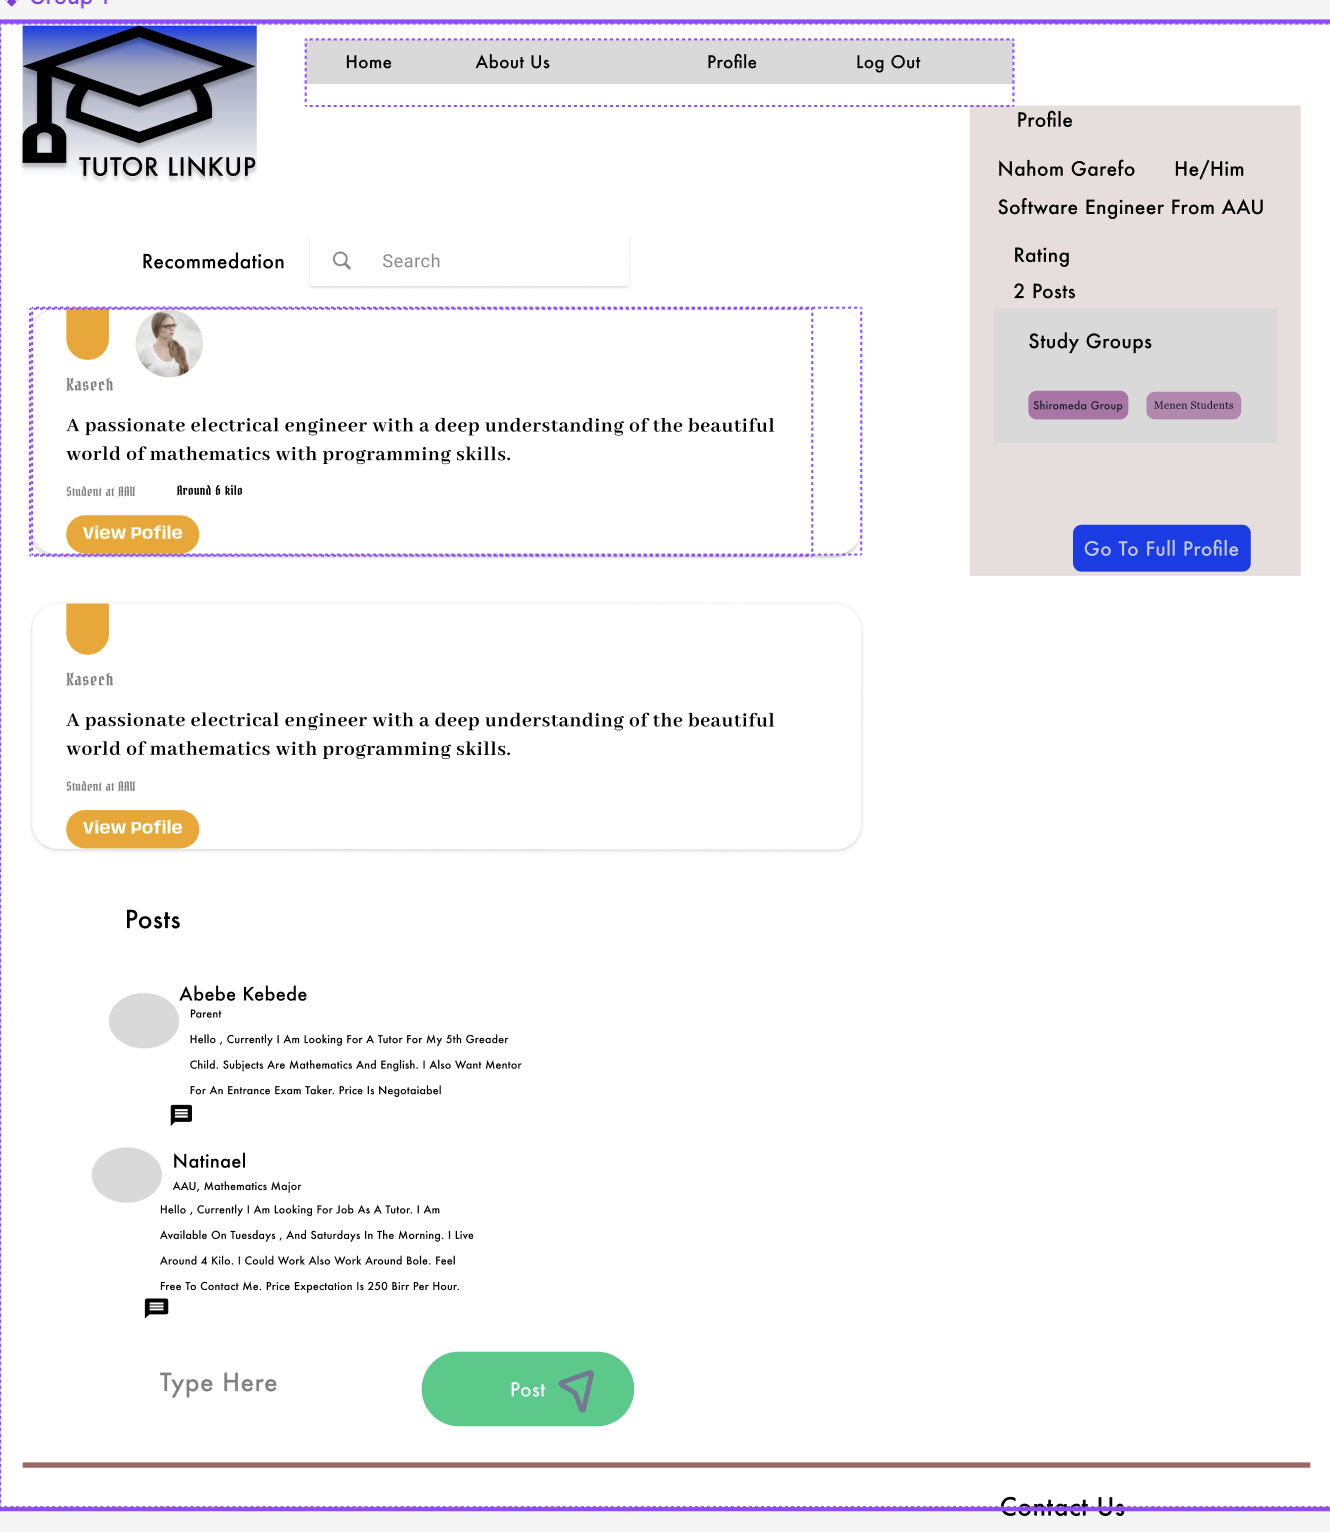 Group 1
Home About Us Profile Log Out
TUTOR LINKUP
Profile
Nahom Garefo He/Him
Software Engineer From AAU
Rating
2 Posts
Study Groups
Shiromeda Group Menen Students
Go To Full Profile
Recommedation Search
Kasech
A passionate electrical engineer with a deep understanding of the beautiful
world of mathematics with programming skills.
Student at AAU Around 6 kilo
View Pofile
Kasech
A passionate electrical engineer with a deep understanding of the beautiful
world of mathematics with programming skills.
Student at AAU
View Pofile
Posts
Abebe Kebede
Parent
Hello , Currently I Am Looking For A Tutor For My 5th Greader
Child. Subjects Are Mathematics And English. I Also Want Mentor
For An Entrance Exam Taker. Price Is Negotaiabel
Natinael
AAU, Mathematics Major
Hello , Currently I Am Looking For Job As A Tutor. I Am
Available On Tuesdays , And Saturdays In The Morning. I Live
Around 4 Kilo. I Could Work Also Work Around Bole. Feel
Free To Contact Me. Price Expectation Is 250 Birr Per Hour.
Type Here
Post
Contact Us